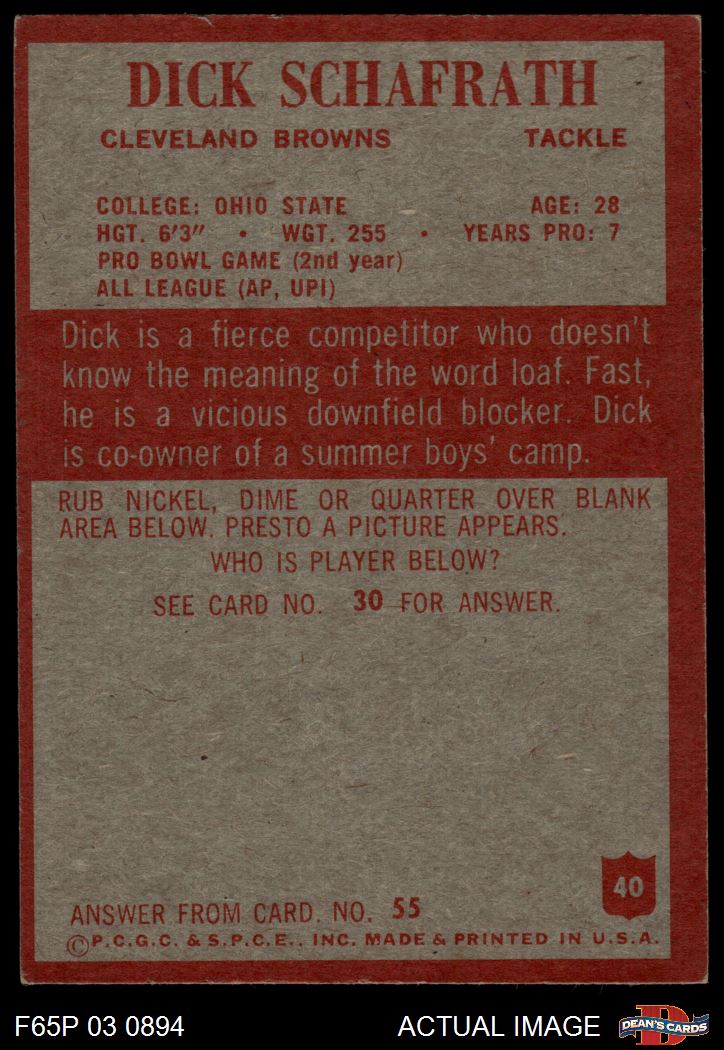 DICK SCHAFRATH
CLEVELAND BROWNS TACKLE
COLLEGE: OHIO STATE AGE: 28
HGT. 6'3" • WGT. 255 • YEARS PRO: 7
PRO BOWL GAME (2nd year)
ALL LEAGUE (AP, UPI)
Dick is a fierce competitor who doesn't
know the meaning of the word loaf. Fast,
he is a vicious downfield blocker. Dick
is co-owner of a summer boys' camp.
RUB NICKEL, DIME OR QUARTER OVER BLANK
AREA BELOW. PRESTO A PICTURE APPEARS.
WHO IS PLAYER BELOW?
SEE CARD NO. 30 FOR ANSWER.
40
ANSWER FROM CARD. NO. 55
©P.C.G.C. & S.P.C.E., INC. MADE & PRINTED IN U.S.A.
F65P 03 0894 ACTUAL IMAGE
D
DEAN'S CARDS